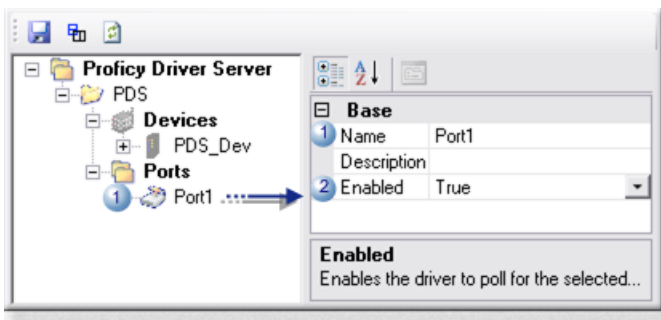 Proficy Driver Server
PDS
Devices
PDS_Dev
Ports
1 Port1
Base
1 Name Port1
Description
2 Enabled True
Enabled
Enables the driver to poll for the selected...